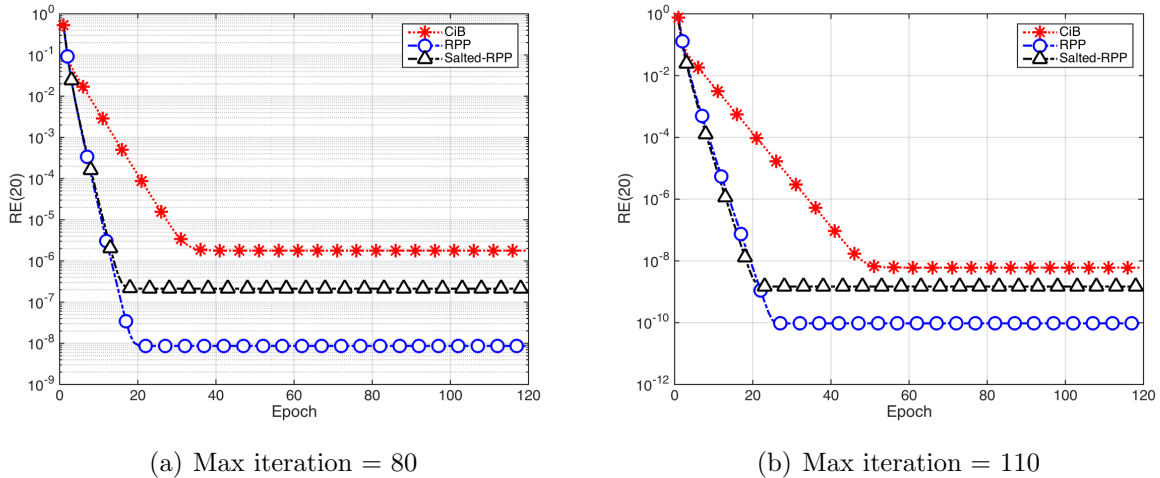 10^0
10^-1
10^-2
10^-3
10^-4
10^-5
10^-6
10^-7
10^-8
10^-9
RE(20)
0 20 40 60 80 100 120
Epoch
CiB
RPP
Salted-RPP
(a) Max iteration = 80
10^0
10^-2
10^-4
10^-6
10^-8
10^-10
10^-12
RE(20)
0 20 40 60 80 100 120
Epoch
CiB
RPP
Salted-RPP
(b) Max iteration = 110